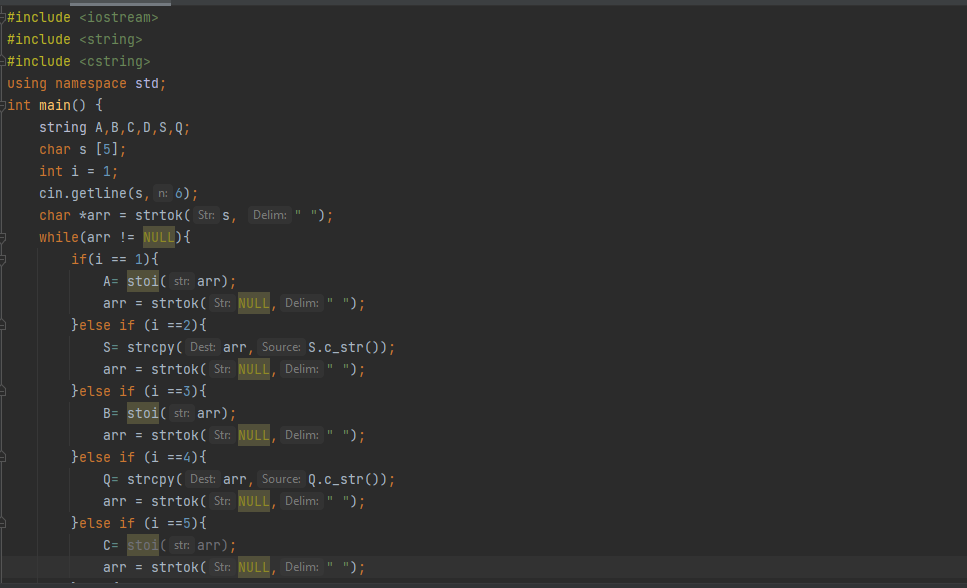 #include <iostream>
#include <string>
#include <cstring>
using namespace std;
int main() {
string A,B,C,D,S,Q;
char s [5];
int i = 1;
cin.getline(s, n: 6);
char *arr = strtok( Str: s, Delim: " ");
while(arr != NULL){
if(i == 1){
A= stoi( str: arr);
arr = strtok( Str: NULL, Delim: " ");
}else if (i ==2){
S= strcpy( Dest: arr, Source: S.c_str());
arr = strtok( Str: NULL, Delim: " ");
}else if (i ==3){
B= stoi( str: arr);
arr = strtok( Str: NULL, Delim: " ");
}else if (i ==4){
Q= strcpy( Dest: arr, Source: Q.c_str());
arr = strtok( Str: NULL, Delim: " ");
}else if (i ==5){
C= stoi( str: arr);
arr = strtok( Str: NULL, Delim: " ");